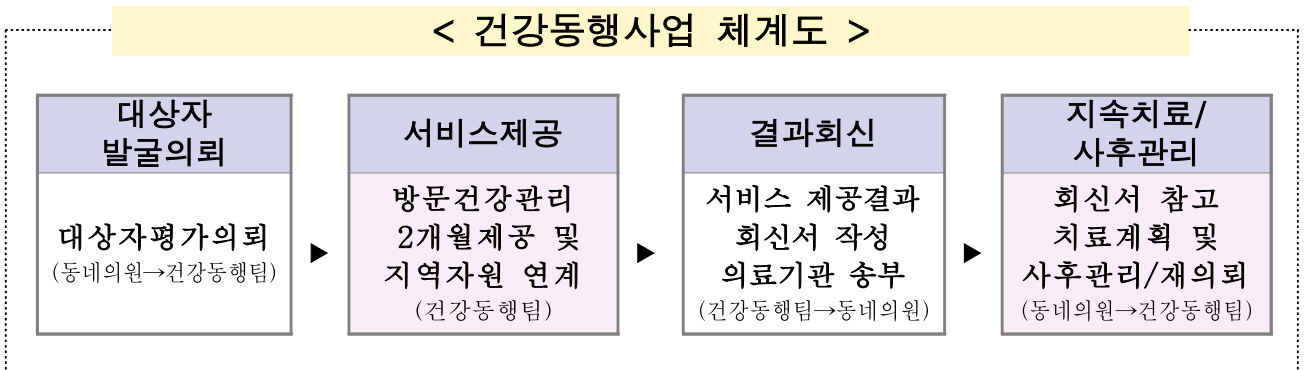 < 건강동행사업 체계도 >
대상자
발굴의뢰
대상자평가의뢰
(동네의원→건강동행팀)
▶
서비스제공
방문건강관리
2개월제공 및
지역자원 연계
(건강동행팀)
▶
결과회신
서비스 제공결과
회신서 작성
의료기관 송부
(건강동행팀→동네의원)
▶
지속치료/
사후관리
회신서 참고
치료계획 및
사후관리/재의뢰
(동네의원→건강동행팀)